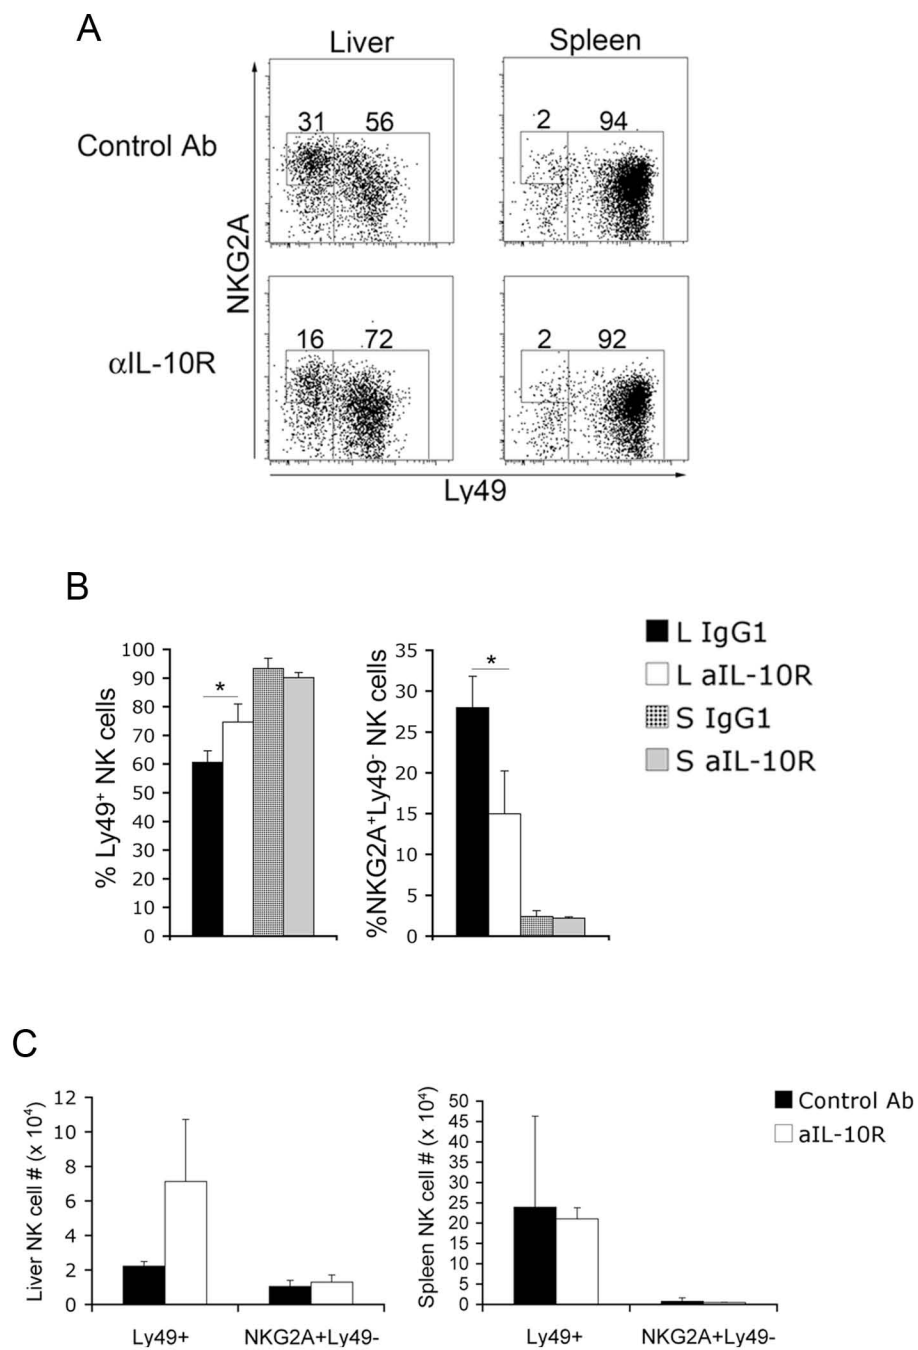 A
Liver Spleen
Control Ab
31 56
2 94
αIL-10R
16 72
2 92
NKG2A
Ly49
B
% Ly49⁺ NK cells
100
90
80
70
60
50
40
30
20
10
0
*
%NKG2A⁺Ly49⁻ NK cells
35
30
25
20
15
10
5
0
*
L IgG1
L aIL-10R
S IgG1
S aIL-10R
C
Liver NK cell # (x 10⁴)
12
10
8
6
4
2
0
Ly49+ NKG2A+Ly49-
Spleen NK cell # (x 10⁴)
50
45
40
35
30
25
20
15
10
5
0
Ly49+ NKG2A+Ly49-
Control Ab
aIL-10R